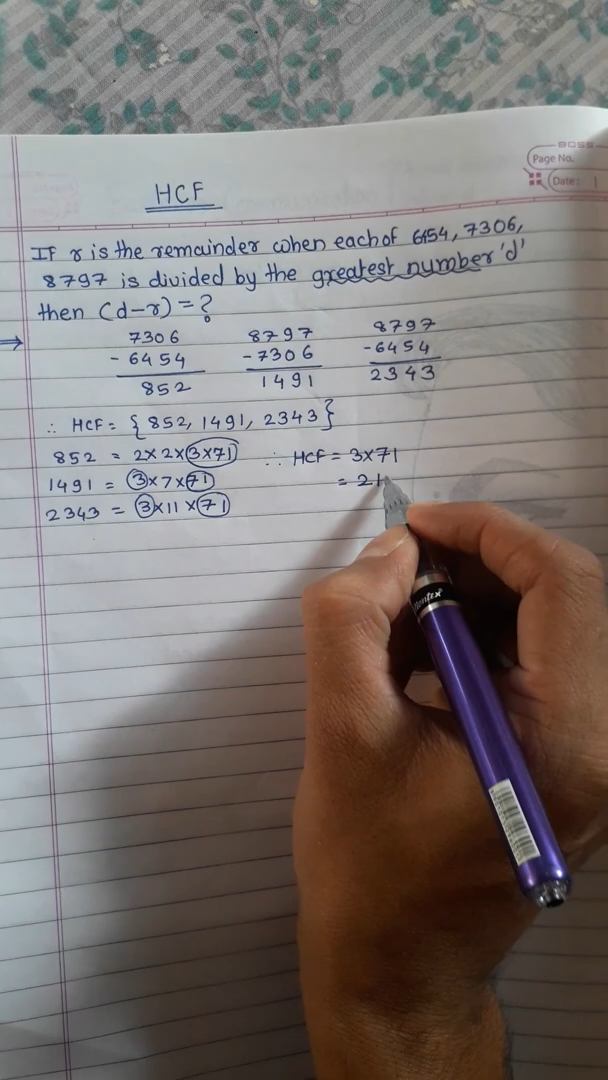 BOSS
Page No.
Date: 1
HCF
If r is the remainder when each of 6454, 7306,
8797 is divided by the greatest number 'd'
then (d-r) = ?
⇒ 7306 8797 8797
- 6454 - 7306 - 6454
852 1491 2343
∴ HCF = {852, 1491, 2343}
852 = 2×2×3×71 ∴ HCF = 3×71
1491 = 3×7×71 = 21
2343 = 3×11×71